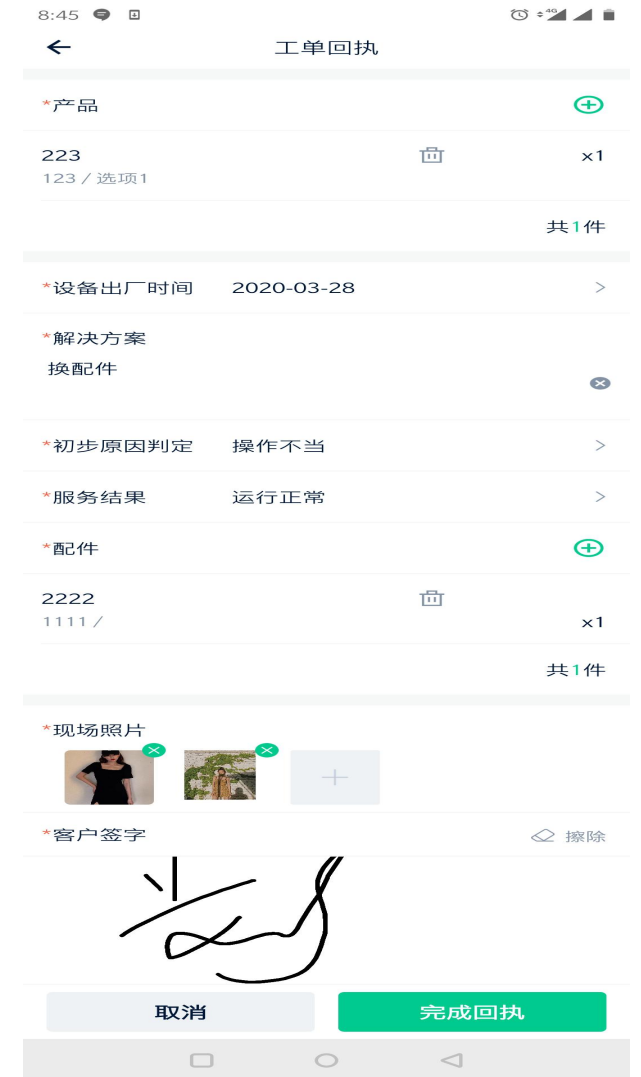 8:45
4G
工单回执
*产品
223
x1
123 / 选项1
共1件
*设备出厂时间 2020-03-28
*解决方案
换配件
*初步原因判定 操作不当
*服务结果 运行正常
*配件
2222
1111 /
x1
共1件
*现场照片
*客户签字 擦除
取消 完成回执